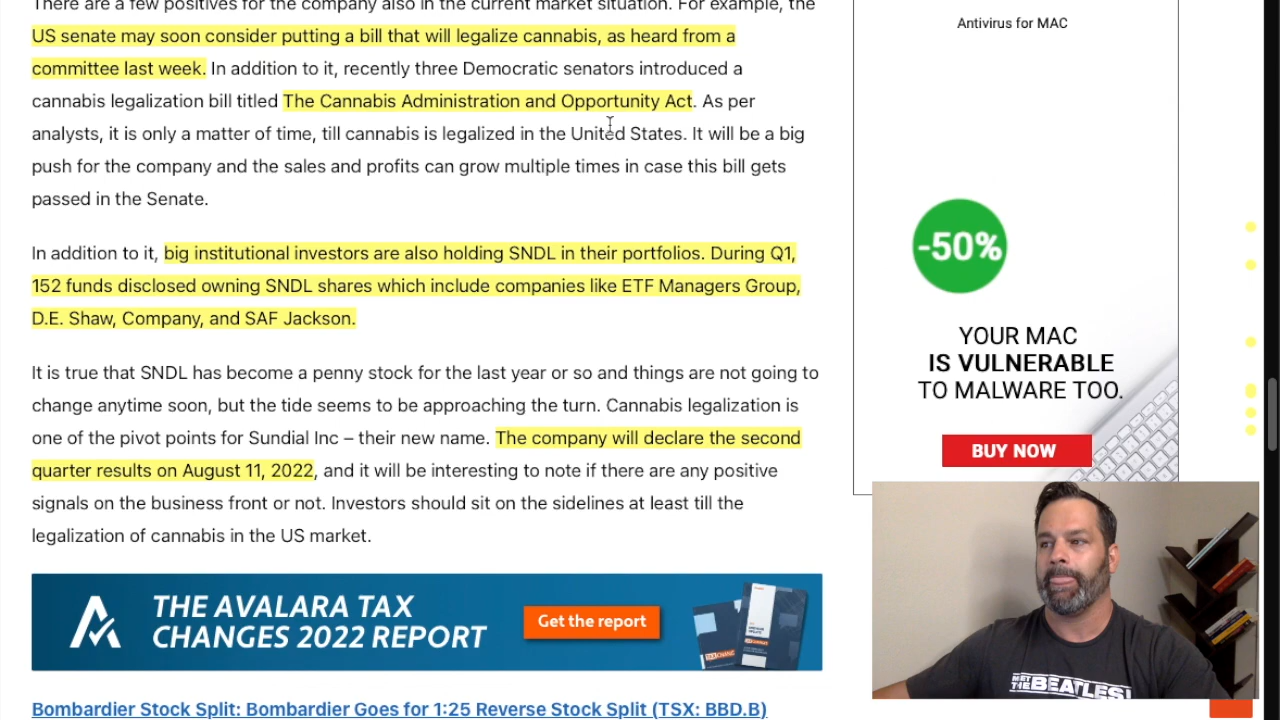 There are a few positives for the company also in the current market situation. For example, the
US senate may soon consider putting a bill that will legalize cannabis, as heard from a
committee last week. In addition to it, recently three Democratic senators introduced a
cannabis legalization bill titled The Cannabis Administration and Opportunity Act. As per
analysts, it is only a matter of time, till cannabis is legalized in the United States. It will be a big
push for the company and the sales and profits can grow multiple times in case this bill gets
passed in the Senate.
In addition to it, big institutional investors are also holding SNDL in their portfolios. During Q1,
152 funds disclosed owning SNDL shares which include companies like ETF Managers Group,
D.E. Shaw, Company, and SAF Jackson.
It is true that SNDL has become a penny stock for the last year or so and things are not going to
change anytime soon, but the tide seems to be approaching the turn. Cannabis legalization is
one of the pivot points for Sundial Inc – their new name. The company will declare the second
quarter results on August 11, 2022, and it will be interesting to note if there are any positive
signals on the business front or not. Investors should sit on the sidelines at least till the
legalization of cannabis in the US market.
THE AVALARA TAX
CHANGES 2022 REPORT
Get the report
Bombardier Stock Split: Bombardier Goes for 1:25 Reverse Stock Split (TSX: BBD.B)
Antivirus for MAC
-50%
YOUR MAC
IS VULNERABLE
TO MALWARE TOO.
BUY NOW
MET
THE BEATLES!